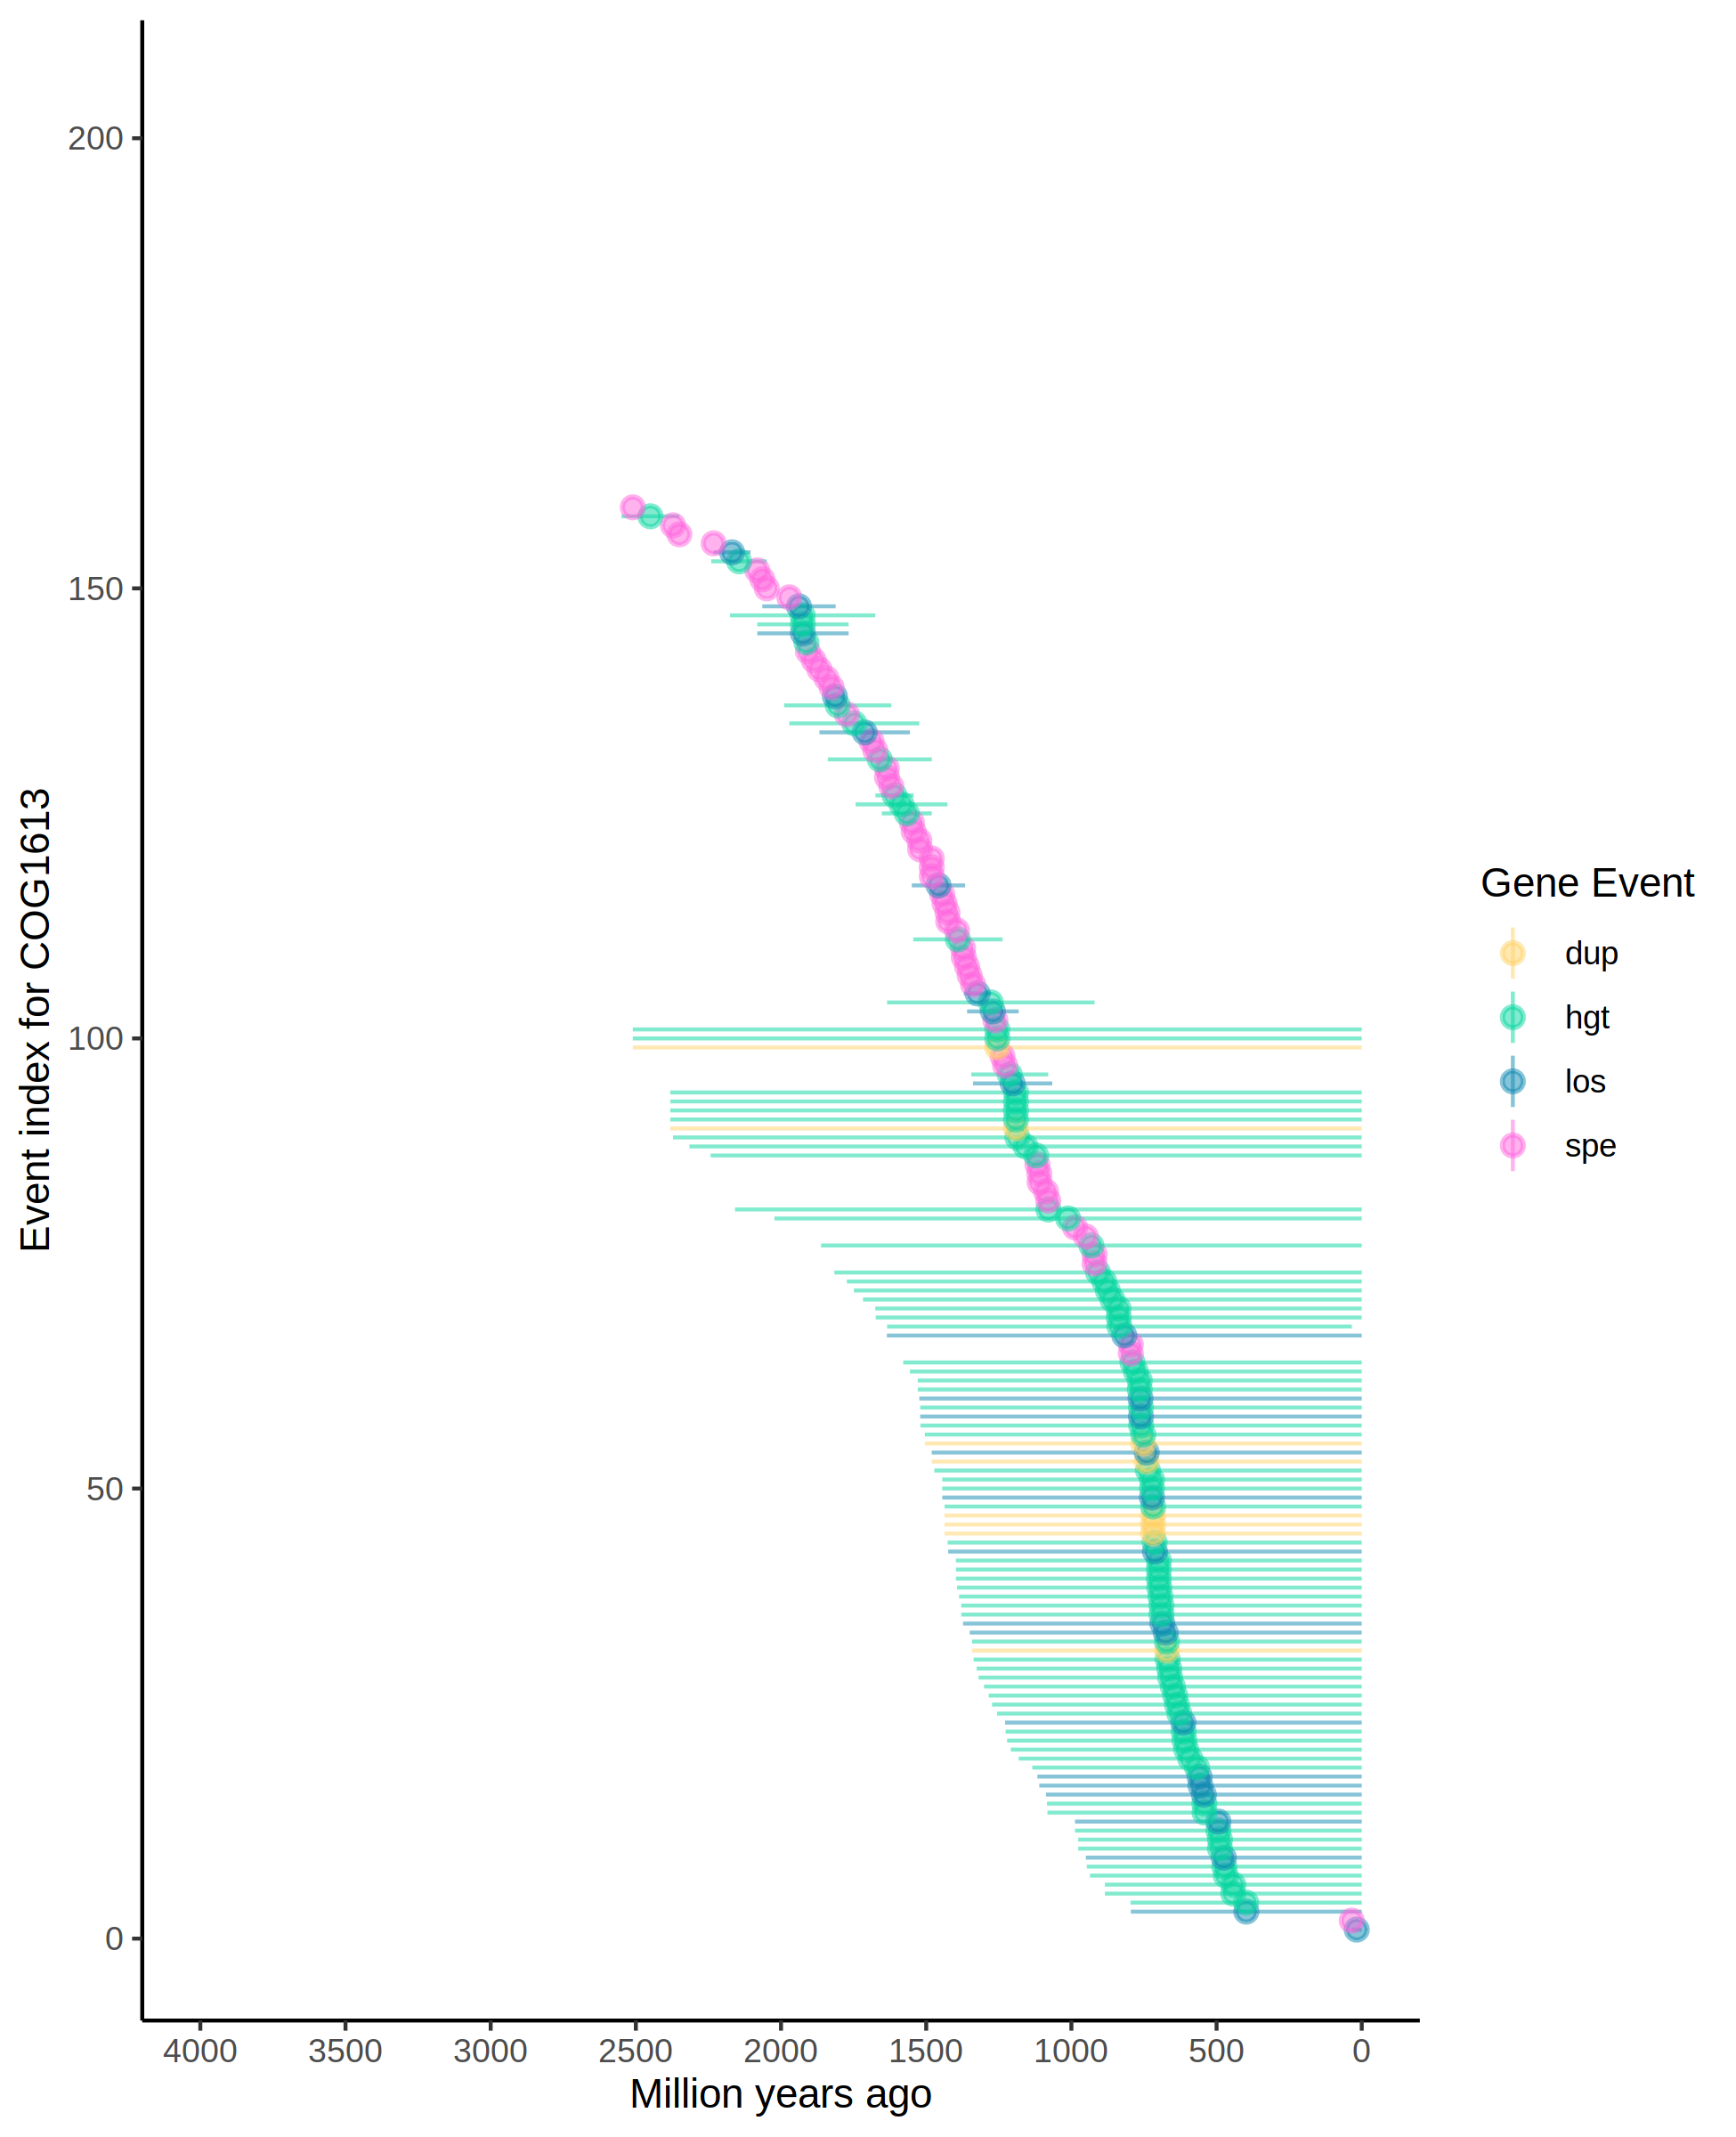 200
150
100
50
0
Event index for COG1613
4000 3500 3000 2500 2000 1500 1000 500 0
Million years ago
Gene Event
dup
hgt
los
spe